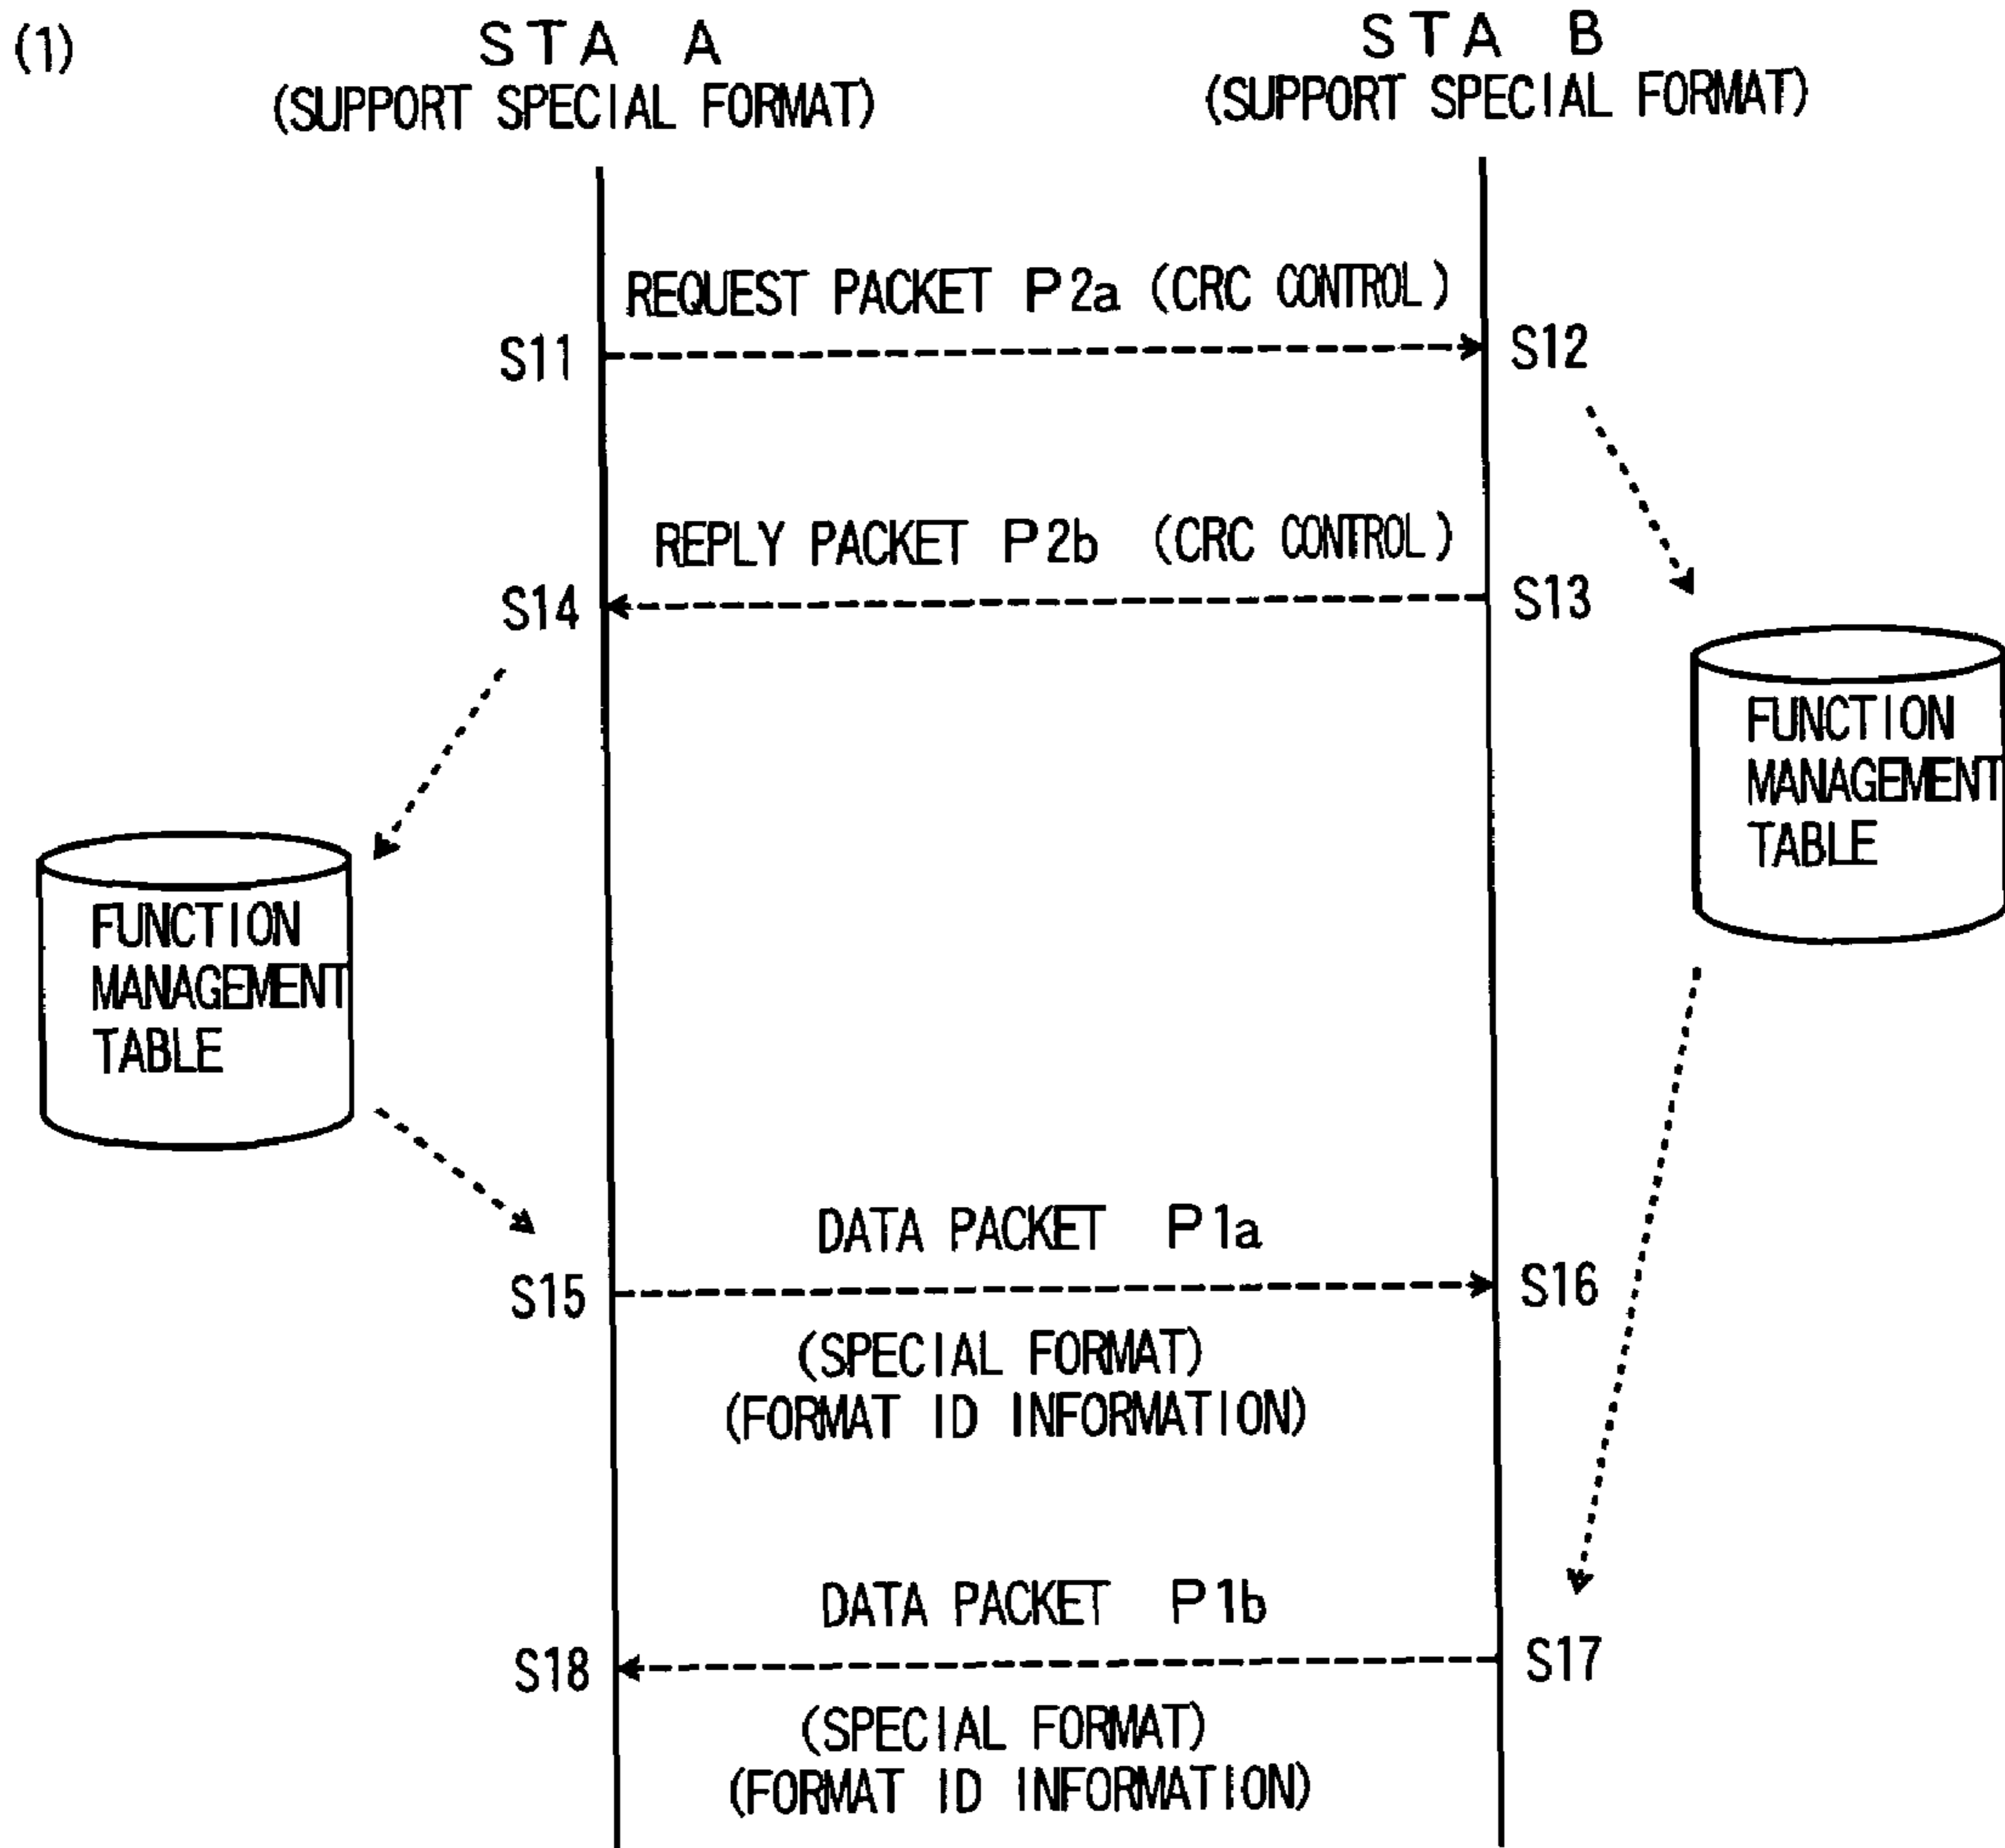 (1)
STA A
(SUPPORT SPECIAL FORMAT)
STA B
(SUPPORT SPECIAL FORMAT)
REQUEST PACKET P2a (CRC CONTROL)
S11
S12
REPLY PACKET P2b (CRC CONTROL)
S14
S13
FUNCTION
MANAGEMENT
TABLE
FUNCTION
MANAGEMENT
TABLE
DATA PACKET P1a
S15
S16
(SPECIAL FORMAT)
(FORMAT ID INFORMATION)
DATA PACKET P1b
S18
S17
(SPECIAL FORMAT)
(FORMAT ID INFORMATION)